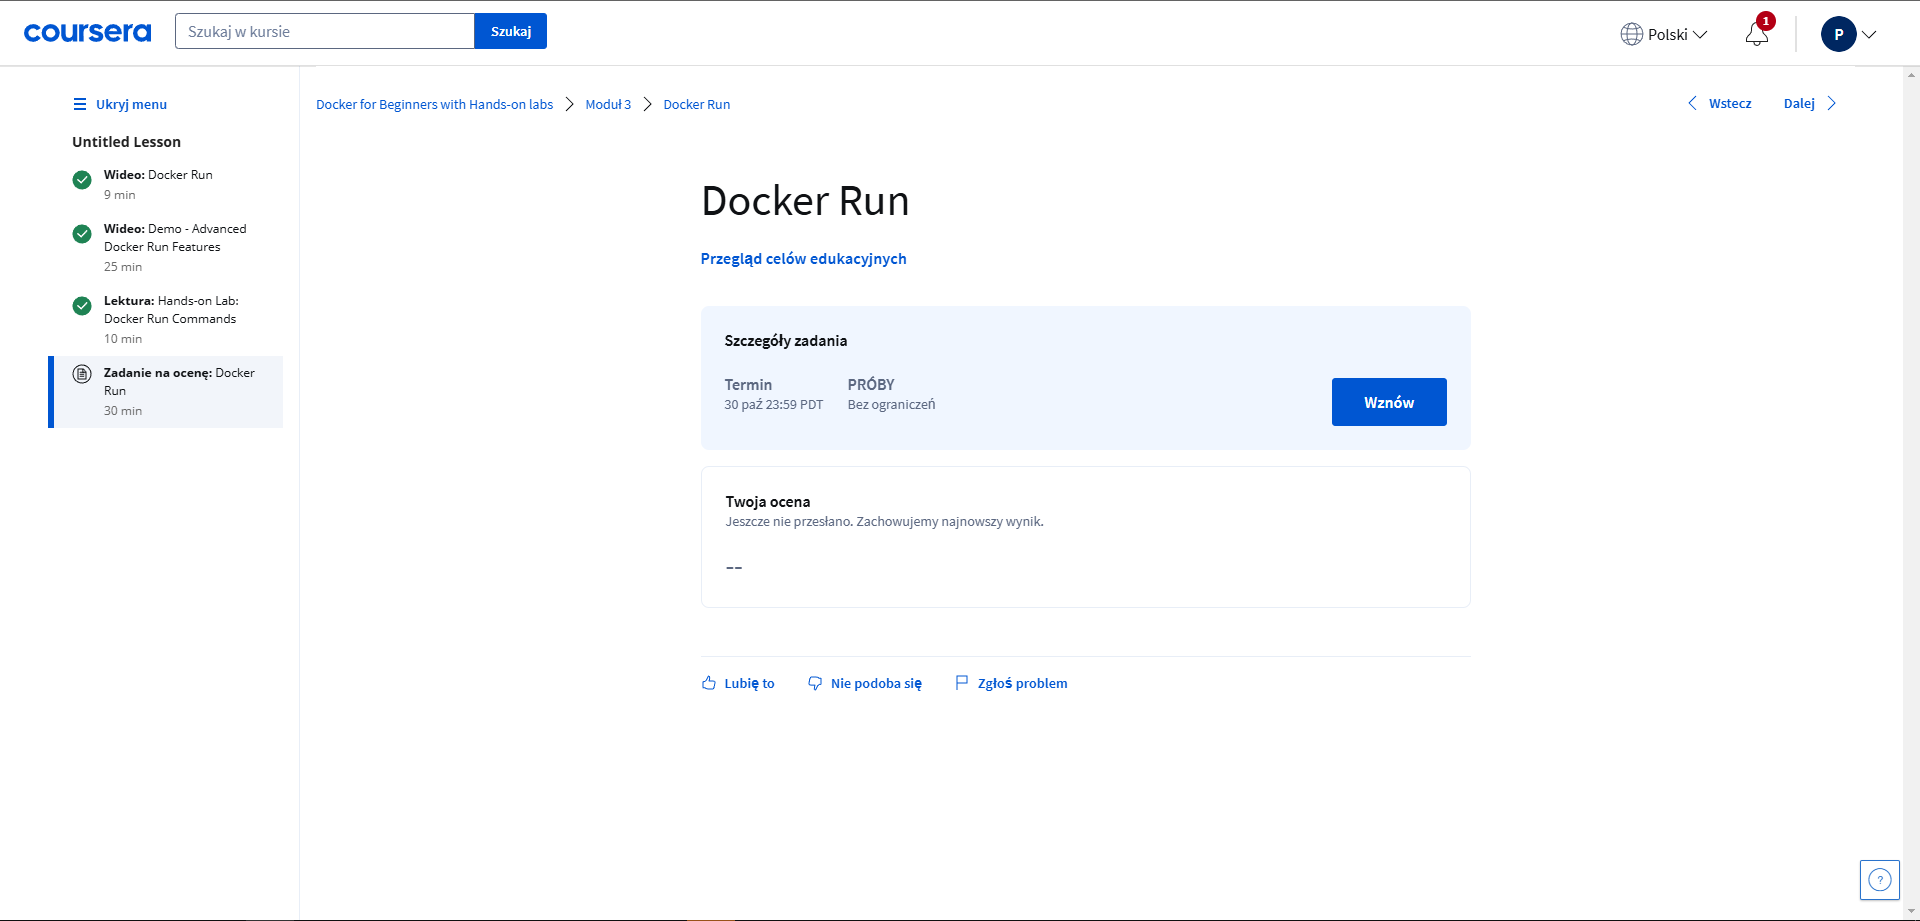 coursera
Szukaj w kursie
Szukaj
Polski
1
P
Ukryj menu
Untitled Lesson
Wideo: Docker Run
9 min
Wideo: Demo - Advanced
Docker Run Features
25 min
Lektura: Hands-on Lab:
Docker Run Commands
10 min
Zadanie na ocenę: Docker
Run
30 min
Docker for Beginners with Hands-on labs > Moduł 3 > Docker Run
Wstecz
Dalej
Docker Run
Przegląd celów edukacyjnych
Szczegóły zadania
Termin
30 paź 23:59 PDT
PRÓBY
Bez ograniczeń
Wznów
Twoja ocena
Jeszcze nie przesłano. Zachowujemy najnowszy wynik.
--
Lubię to
Nie podoba się
Zgłoś problem
?